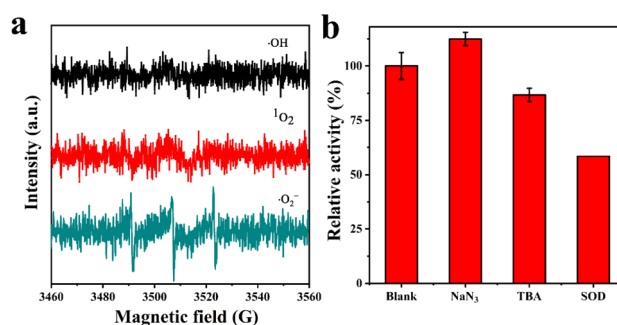 a
·OH
¹O₂
·O₂⁻
Intensity (a.u.)
3460 3480 3500 3520 3540 3560
Magnetic field (G)
b
Relative activity (%)
100
75
50
25
0
Blank NaN₃ TBA SOD